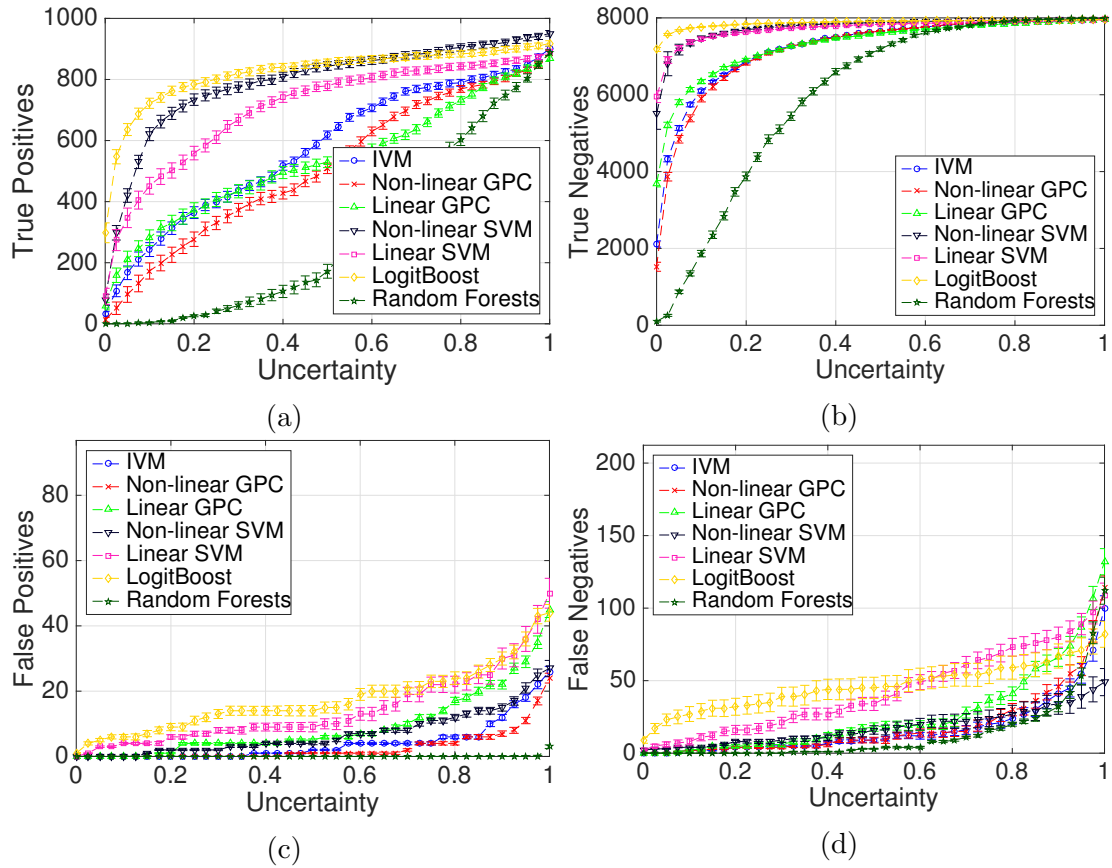 1000
800
600
400
200
0
True Positives
0 0.2 0.4 0.6 0.8 1
Uncertainty
IVM
Non-linear GPC
Linear GPC
Non-linear SVM
Linear SVM
LogitBoost
Random Forests
(a)
8000
6000
4000
2000
0
True Negatives
0 0.2 0.4 0.6 0.8 1
Uncertainty
IVM
Non-linear GPC
Linear GPC
Non-linear SVM
Linear SVM
LogitBoost
Random Forests
(b)
80
60
40
20
0
False Positives
0 0.2 0.4 0.6 0.8 1
Uncertainty
IVM
Non-linear GPC
Linear GPC
Non-linear SVM
Linear SVM
LogitBoost
Random Forests
(c)
200
150
100
50
0
False Negatives
0 0.2 0.4 0.6 0.8 1
Uncertainty
IVM
Non-linear GPC
Linear GPC
Non-linear SVM
Linear SVM
LogitBoost
Random Forests
(d)